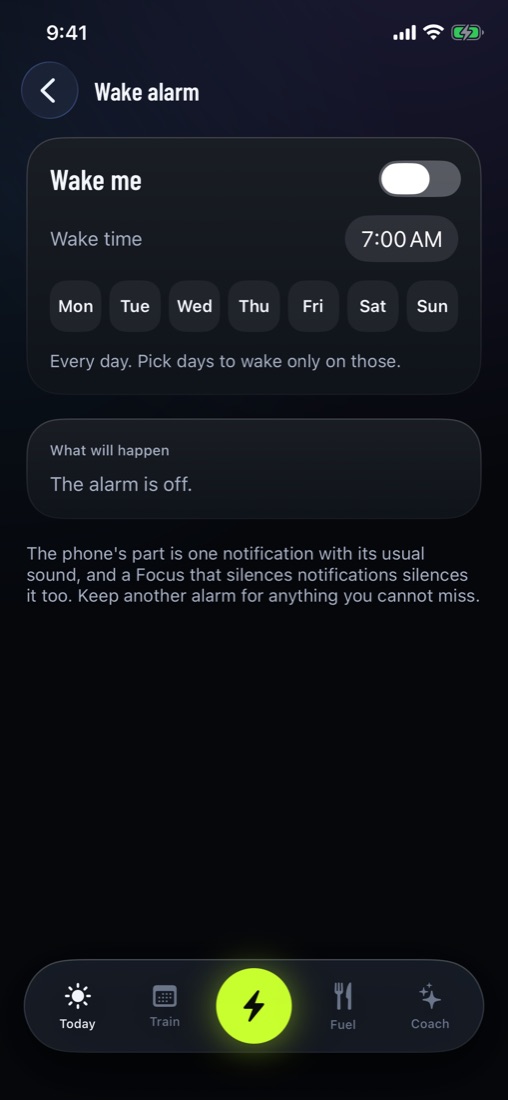 9:41
Wake alarm
Wake me
Wake time
7:00 AM
Mon Tue Wed Thu Fri Sat Sun
Every day. Pick days to wake only on those.
What will happen
The alarm is off.
The phone's part is one notification with its usual
sound, and a Focus that silences notifications silences
it too. Keep another alarm for anything you cannot miss.
Today Train Fuel Coach